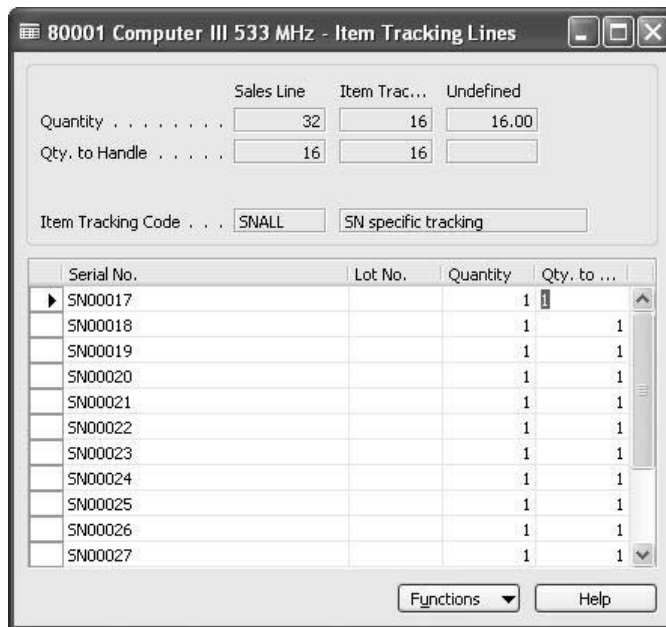 80001 Computer III 533 MHz - Item Tracking Lines
Sales Line Item Trac... Undefined
Quantity . . . . . . . . 32 16 16.00
Qty. to Handle . . . . . 16 16
Item Tracking Code . . . SNALL SN specific tracking
Serial No. Lot No. Quantity Qty. to ...
SN00017 1 1
SN00018 1 1
SN00019 1 1
SN00020 1 1
SN00021 1 1
SN00022 1 1
SN00023 1 1
SN00024 1 1
SN00025 1 1
SN00026 1 1
SN00027 1 1
Functions Help